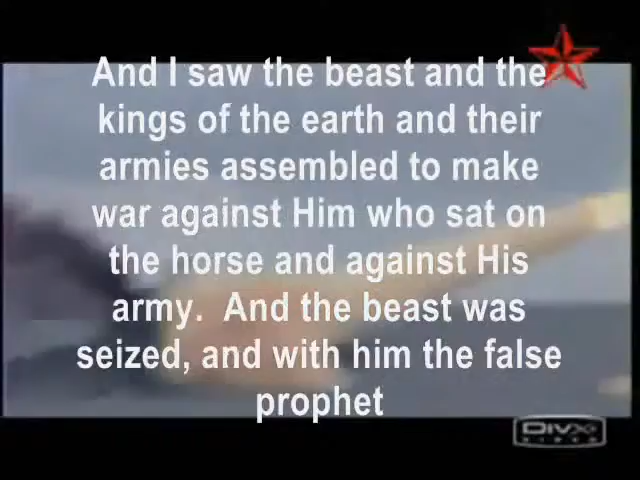 And I saw the beast and the
kings of the earth and their
armies assembled to make
war against Him who sat on
the horse and against His
army.  And the beast was
seized, and with him the false
prophet
DivX
VIDEO